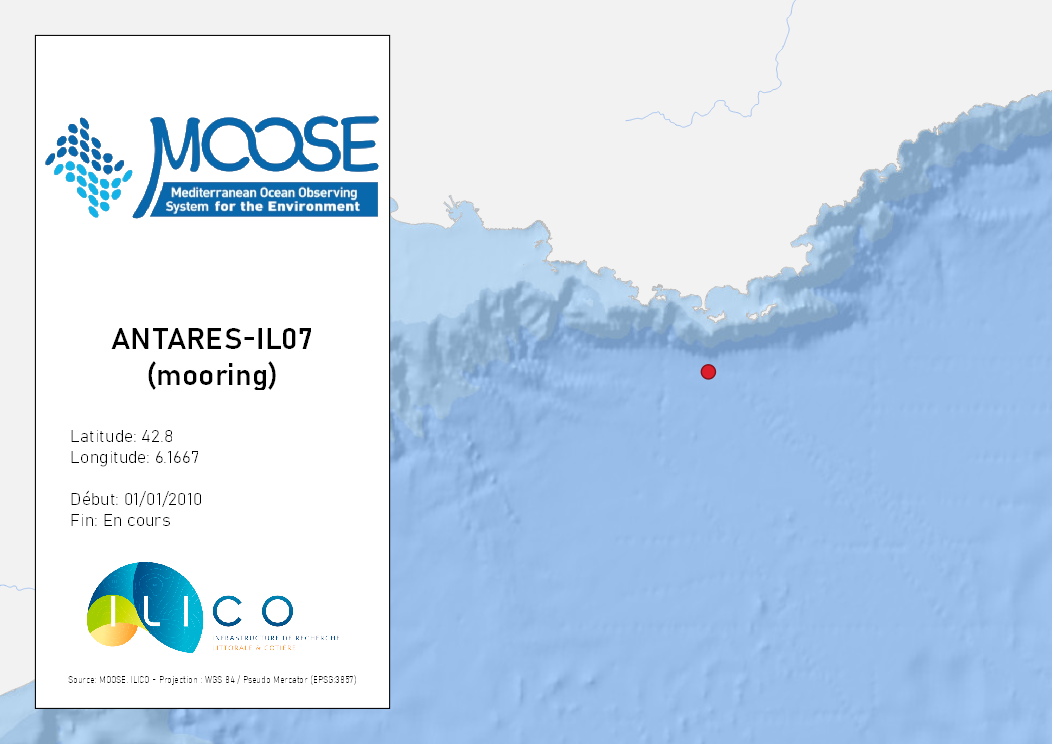 MOOSE
Mediterranean Ocean Observing
System for the Environment
ANTARES-IL07
(mooring)
Latitude: 42.8
Longitude: 6.1667
Début: 01/01/2010
Fin: En cours
ILICO
INFRASTRUCTURE DE RECHERCHE
LITTORALE & COTIERE
Source: MOOSE, ILICO - Projection : WGS 84 / Pseudo Mercator (EPSG:3857)